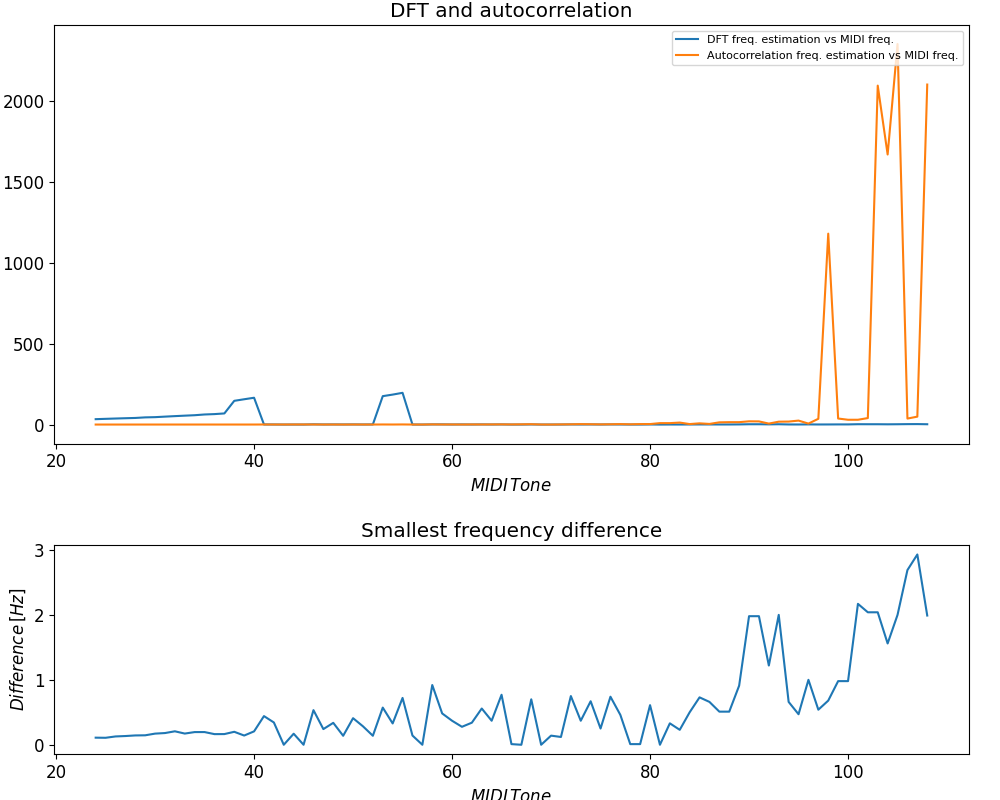 DFT and autocorrelation
DFT freq. estimation vs MIDI freq.
Autocorrelation freq. estimation vs MIDI freq.
2000
1500
1000
500
0
20 40 60 80 100
MIDI Tone
Smallest frequency difference
Difference [Hz]
3
2
1
0
20 40 60 80 100
MIDI Tone